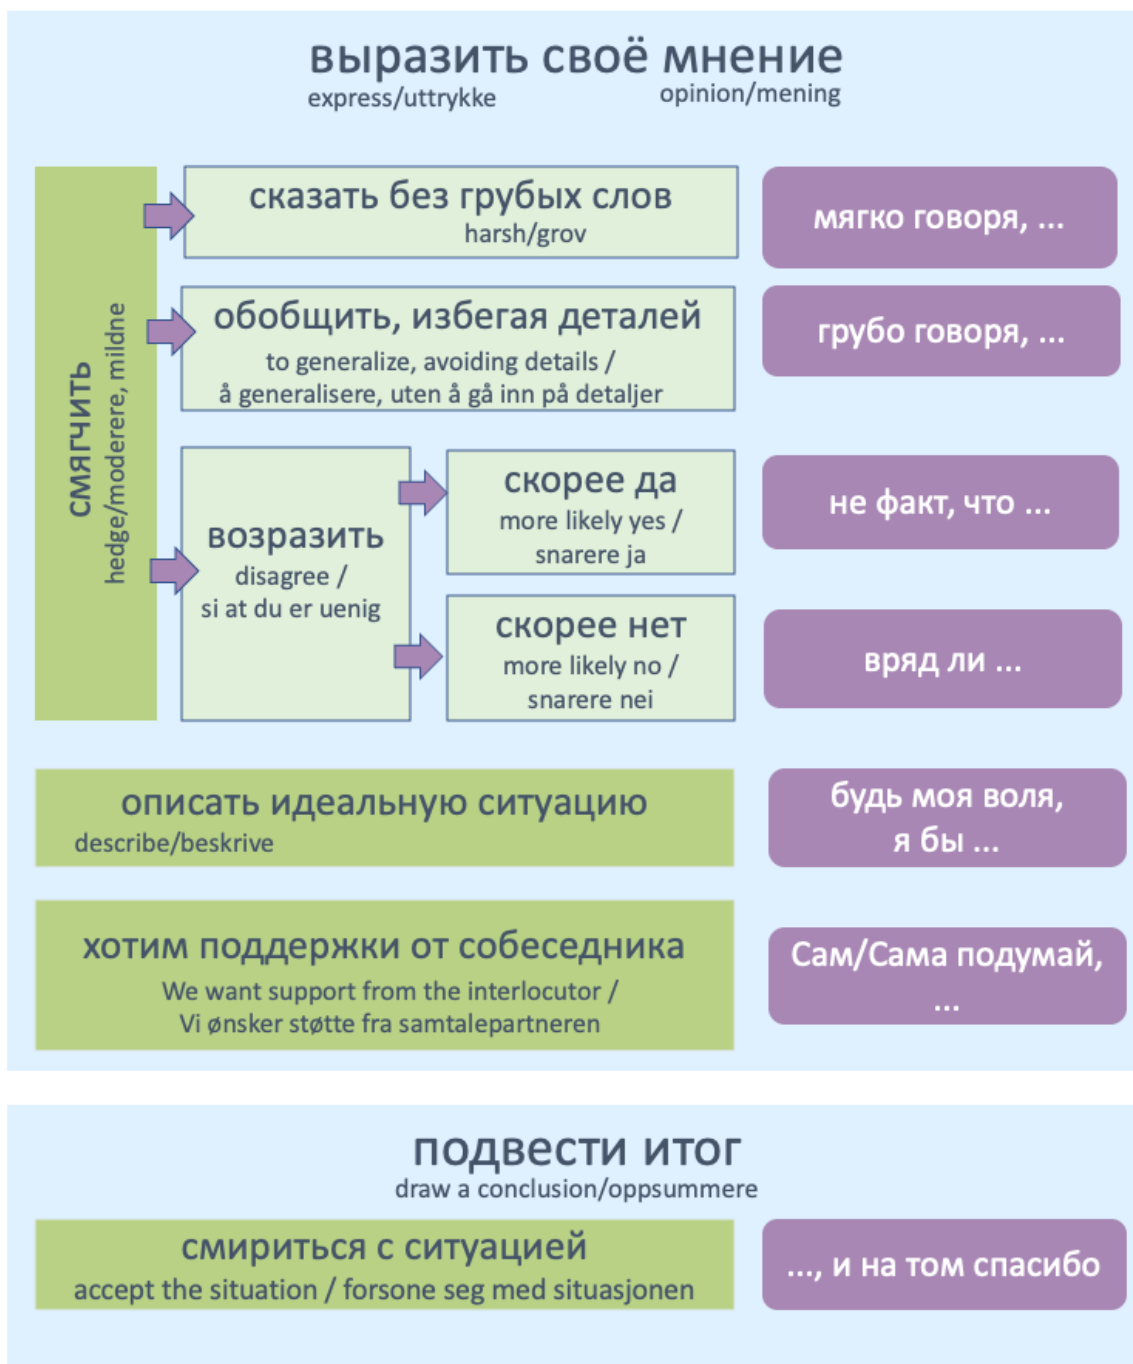 выразить своё мнение
express/uttrykke opinion/mening
смягчить
hedge/moderere, mildne
сказать без грубых слов
harsh/grov
мягко говоря, ...
обобщить, избегая деталей
to generalize, avoiding details /
å generalisere, uten å gå inn på detaljer
грубо говоря, ...
возразить
disagree /
si at du er uenig
скорее да
more likely yes /
snarere ja
не факт, что ...
скорее нет
more likely no /
snarere nei
вряд ли ...
описать идеальную ситуацию
describe/beskrive
будь моя воля,
я бы ...
хотим поддержки от собеседника
We want support from the interlocutor /
Vi ønsker støtte fra samtalepartneren
Сам/Сама подумай,
...
подвести итог
draw a conclusion/oppsummere
смириться с ситуацией
accept the situation / forsone seg med situasjonen
..., и на том спасибо